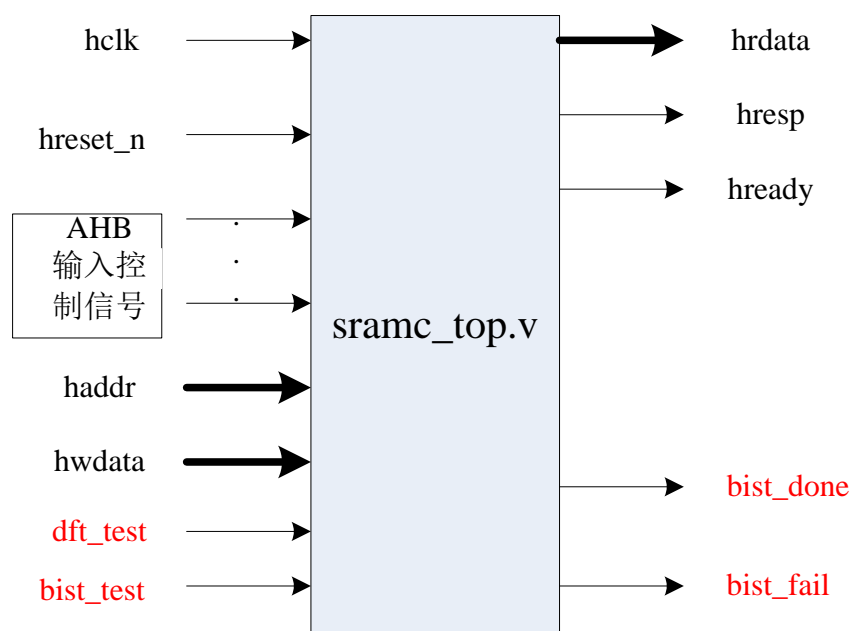 hclk
hreset_n
AHB
输入控
制信号
haddr
hwdata
dft_test
bist_test
sramc_top.v
hrdata
hresp
hready
bist_done
bist_fail